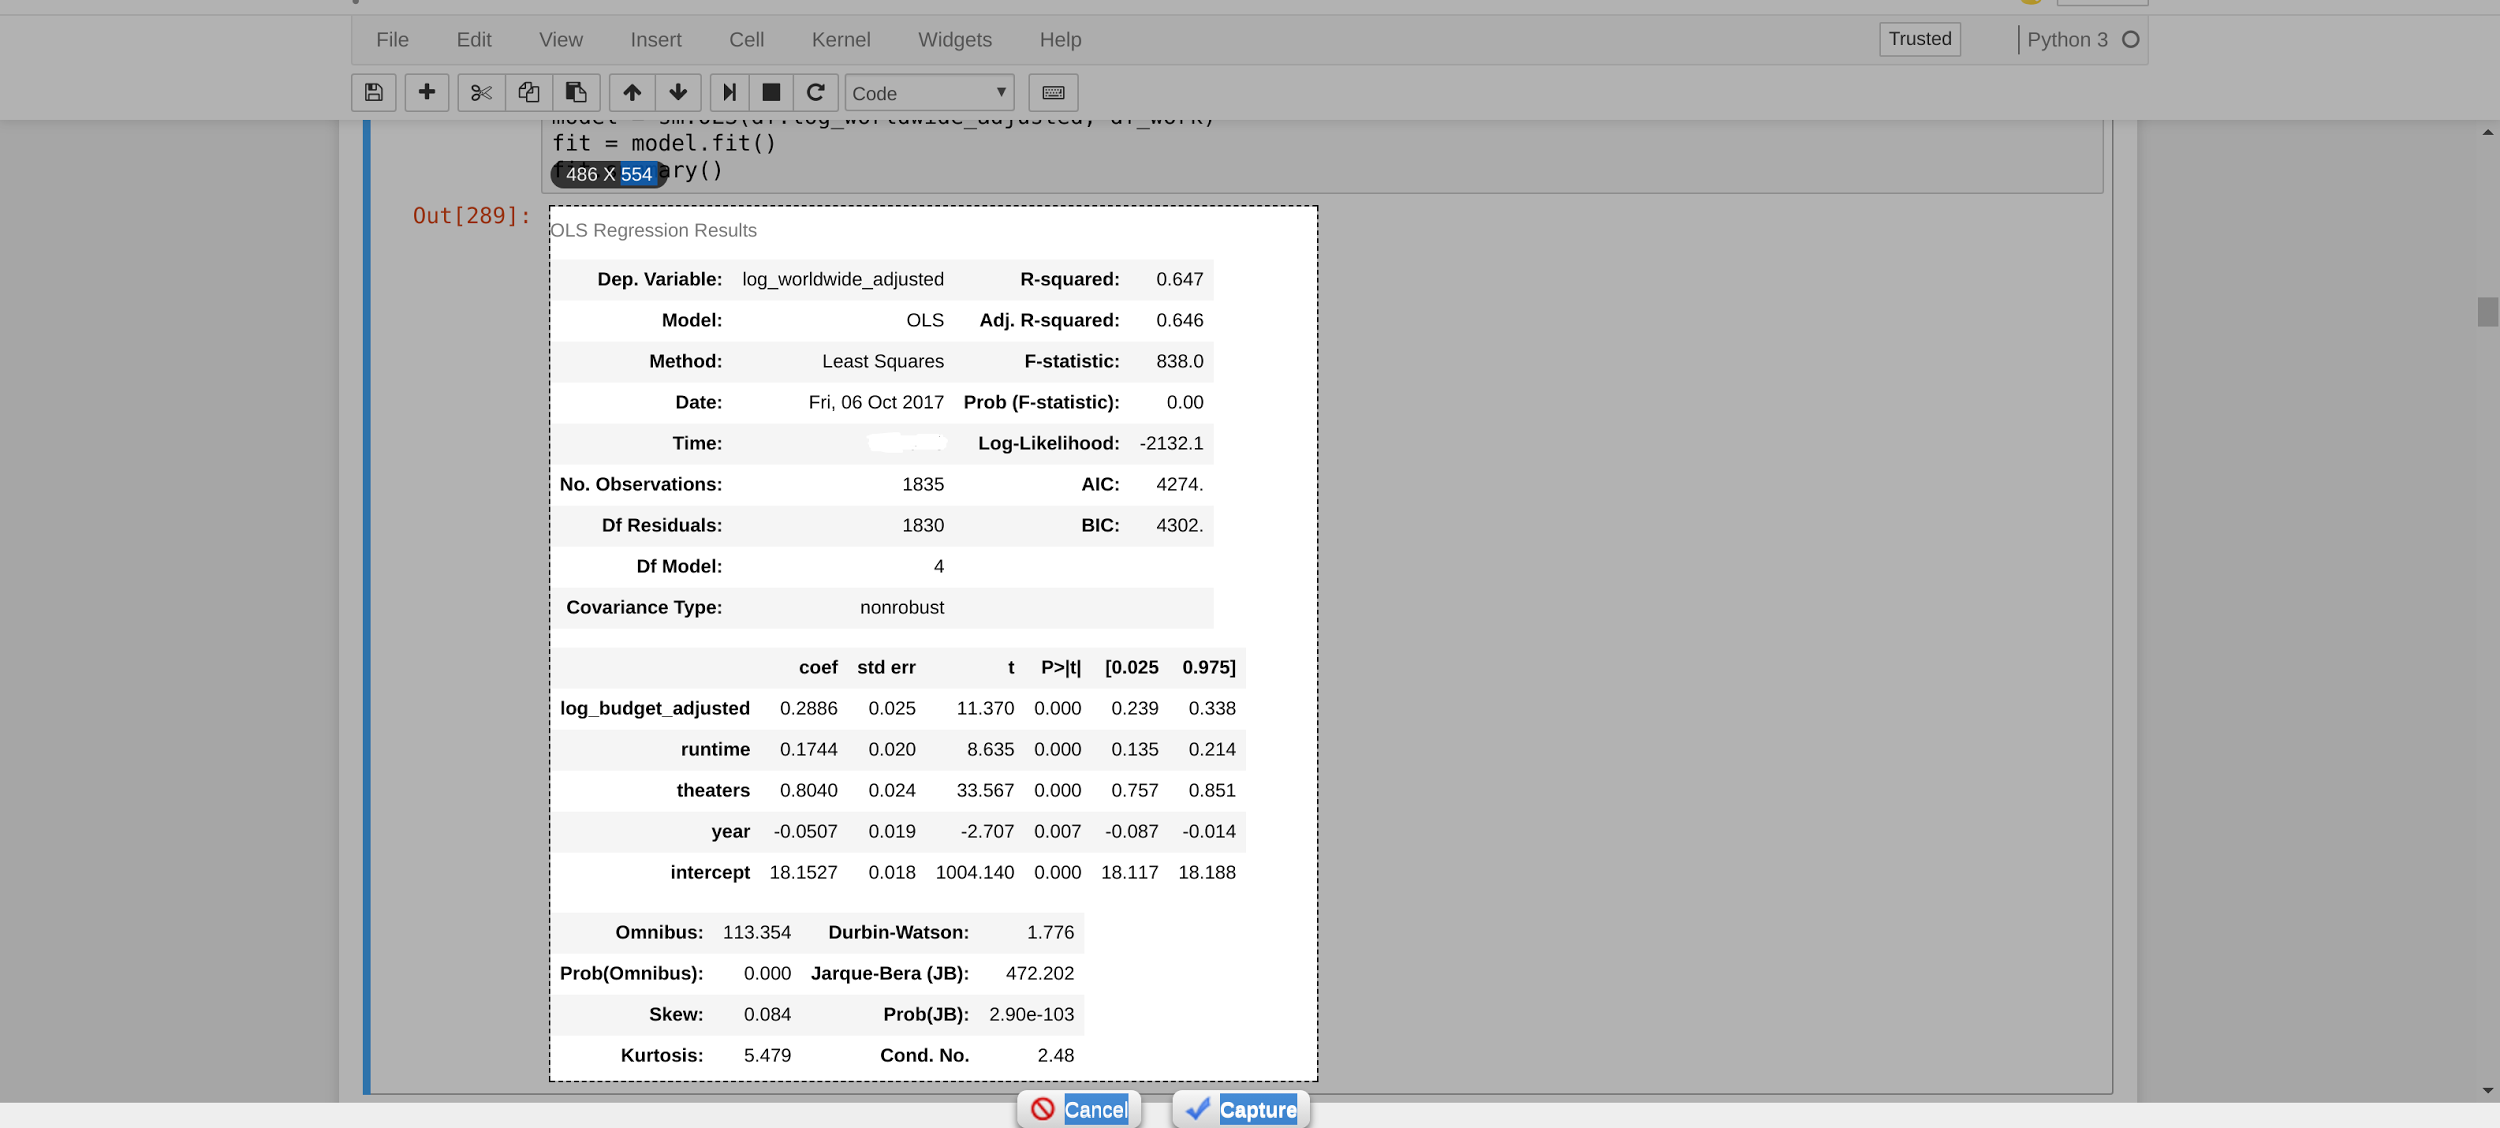 File Edit View Insert Cell Kernel Widgets Help Trusted Python 3
Code
fit = model.fit()
486 X 554 ary()
Out[289]:
OLS Regression Results
Dep. Variable: log_worldwide_adjusted R-squared: 0.647
Model: OLS Adj. R-squared: 0.646
Method: Least Squares F-statistic: 838.0
Date: Fri, 06 Oct 2017 Prob (F-statistic): 0.00
Time: Log-Likelihood: -2132.1
No. Observations: 1835 AIC: 4274.
Df Residuals: 1830 BIC: 4302.
Df Model: 4
Covariance Type: nonrobust
coef std err t P>|t| [0.025 0.975]
log_budget_adjusted 0.2886 0.025 11.370 0.000 0.239 0.338
runtime 0.1744 0.020 8.635 0.000 0.135 0.214
theaters 0.8040 0.024 33.567 0.000 0.757 0.851
year -0.0507 0.019 -2.707 0.007 -0.087 -0.014
intercept 18.1527 0.018 1004.140 0.000 18.117 18.188
Omnibus: 113.354 Durbin-Watson: 1.776
Prob(Omnibus): 0.000 Jarque-Bera (JB): 472.202
Skew: 0.084 Prob(JB): 2.90e-103
Kurtosis: 5.479 Cond. No. 2.48
Cancel Capture